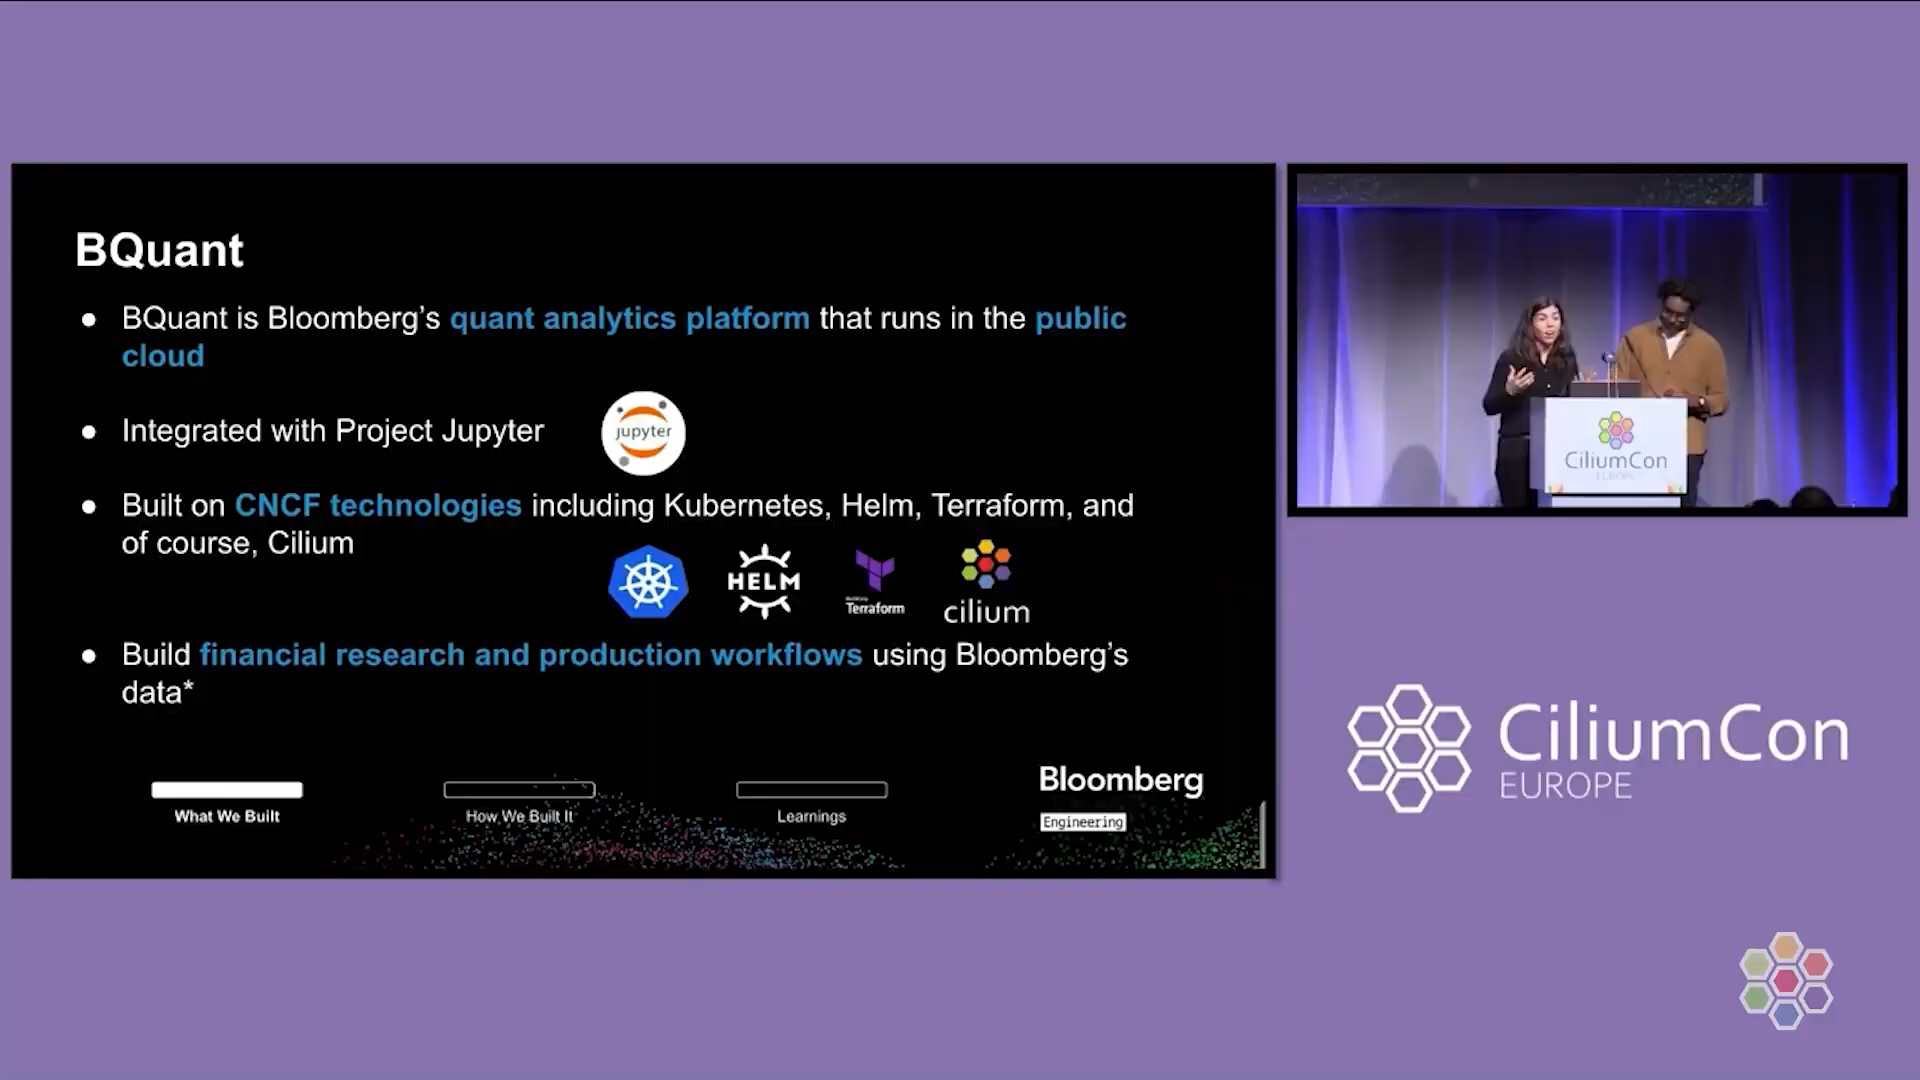 BQuant
● BQuant is Bloomberg's quant analytics platform that runs in the public
cloud
● Integrated with Project Jupyter
jupyter
● Built on CNCF technologies including Kubernetes, Helm, Terraform, and
of course, Cilium
HELM
Terraform
cilium
● Build financial research and production workflows using Bloomberg's
data*
What We Built
How We Built It
Learnings
Bloomberg
Engineering
CiliumCon
EUROPE
CiliumCon
EUROPE